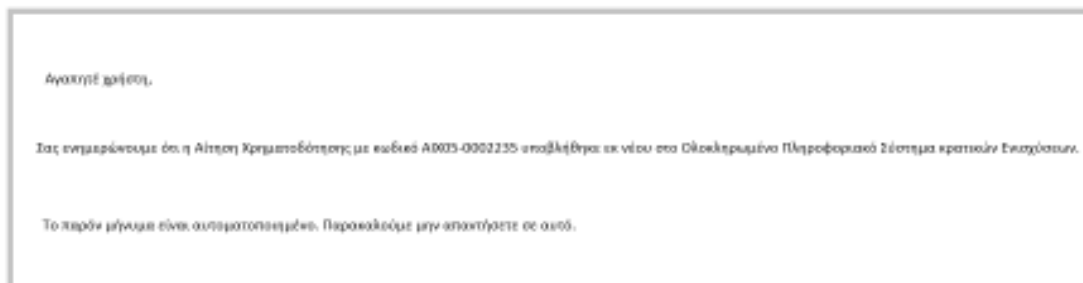 Αγαπητέ χρήστη,
Σας ενημερώνουμε ότι η Αίτηση Χρηματοδότησης με κωδικό ΑΙΧ05-0002235 υποβλήθηκε εκ νέου στο Ολοκληρωμένο Πληροφοριακό Σύστημα κρατικών Ενισχύσεων.
Το παρόν μήνυμα είναι αυτοματοποιημένο. Παρακαλούμε μην απαντήσετε σε αυτό.